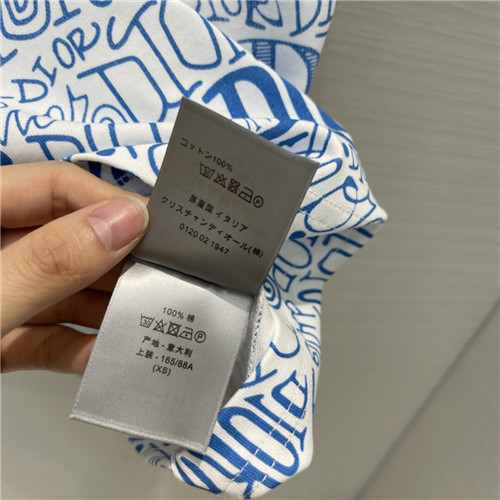 DIOR
コットン100%
原産国 イタリア
クリスチャンディオール(株)
0120 02 1947
100% 棉
P
产地 - 意大利
上装 - 165/88A
(XS)